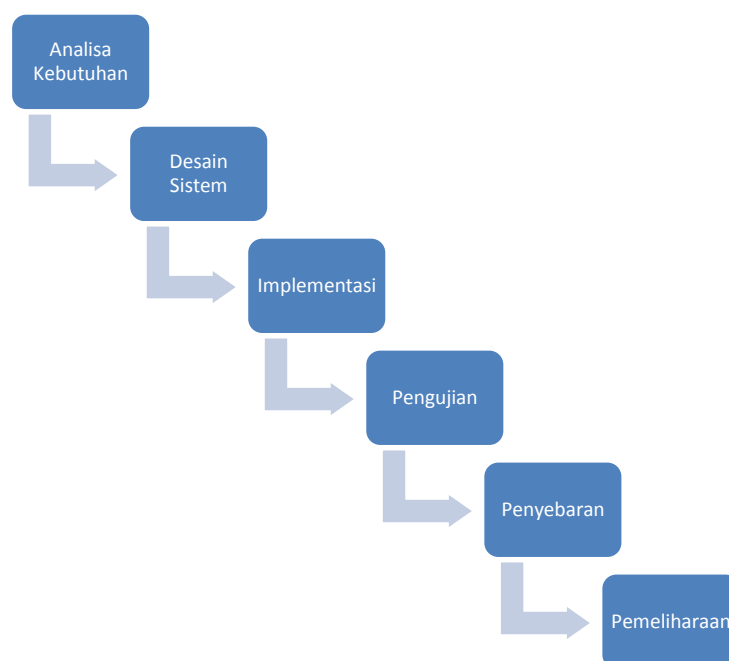 Analisa
Kebutuhan
Desain
Sistem
Implementasi
Pengujian
Penyebaran
Pemeliharaan